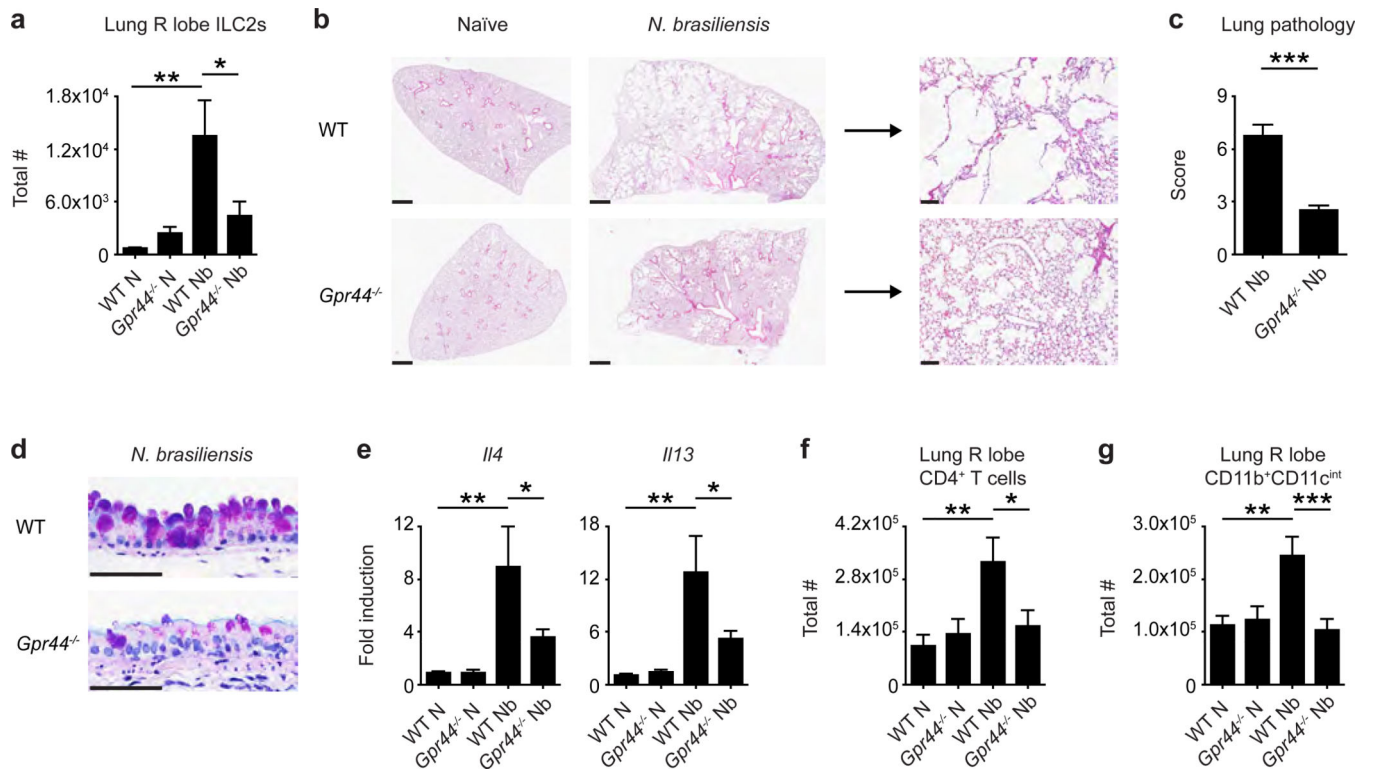 a
Lung R lobe ILC2s
** *
Total #
1.8x10⁴
1.2x10⁴
6.0x10³
0
WT N
Gpr44⁻/⁻ N
WT Nb
Gpr44⁻/⁻ Nb
b
Naïve N. brasiliensis
WT
Gpr44⁻/⁻
c
Lung pathology
***
Score
9
6
3
0
WT Nb
Gpr44⁻/⁻ Nb
d
N. brasiliensis
WT
Gpr44⁻/⁻
e
Il4
** *
Fold induction
12
8
4
0
WT N
Gpr44⁻/⁻ N
WT Nb
Gpr44⁻/⁻ Nb
Il13
** *
18
12
6
0
WT N
Gpr44⁻/⁻ N
WT Nb
Gpr44⁻/⁻ Nb
f
Lung R lobe
CD4⁺ T cells
** *
Total #
4.2x10⁵
2.8x10⁵
1.4x10⁵
0
WT N
Gpr44⁻/⁻ N
WT Nb
Gpr44⁻/⁻ Nb
g
Lung R lobe
CD11b⁺CD11cⁱⁿᵗ
** ***
Total #
3.0x10⁵
2.0x10⁵
1.0x10⁵
0
WT N
Gpr44⁻/⁻ N
WT Nb
Gpr44⁻/⁻ Nb